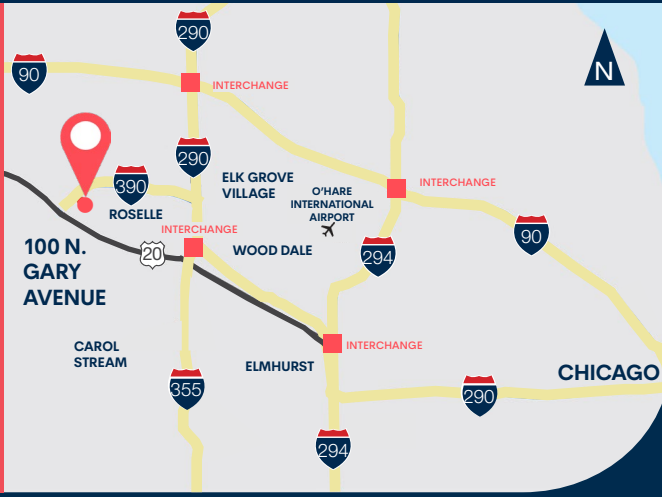 290
90
N
INTERCHANGE
290
390
ELK GROVE
VILLAGE
O'HARE
INTERNATIONAL
AIRPORT
INTERCHANGE
ROSELLE
INTERCHANGE
90
100 N.
GARY
AVENUE
20
WOOD DALE
294
CAROL
STREAM
INTERCHANGE
ELMHURST
CHICAGO
355
290
294